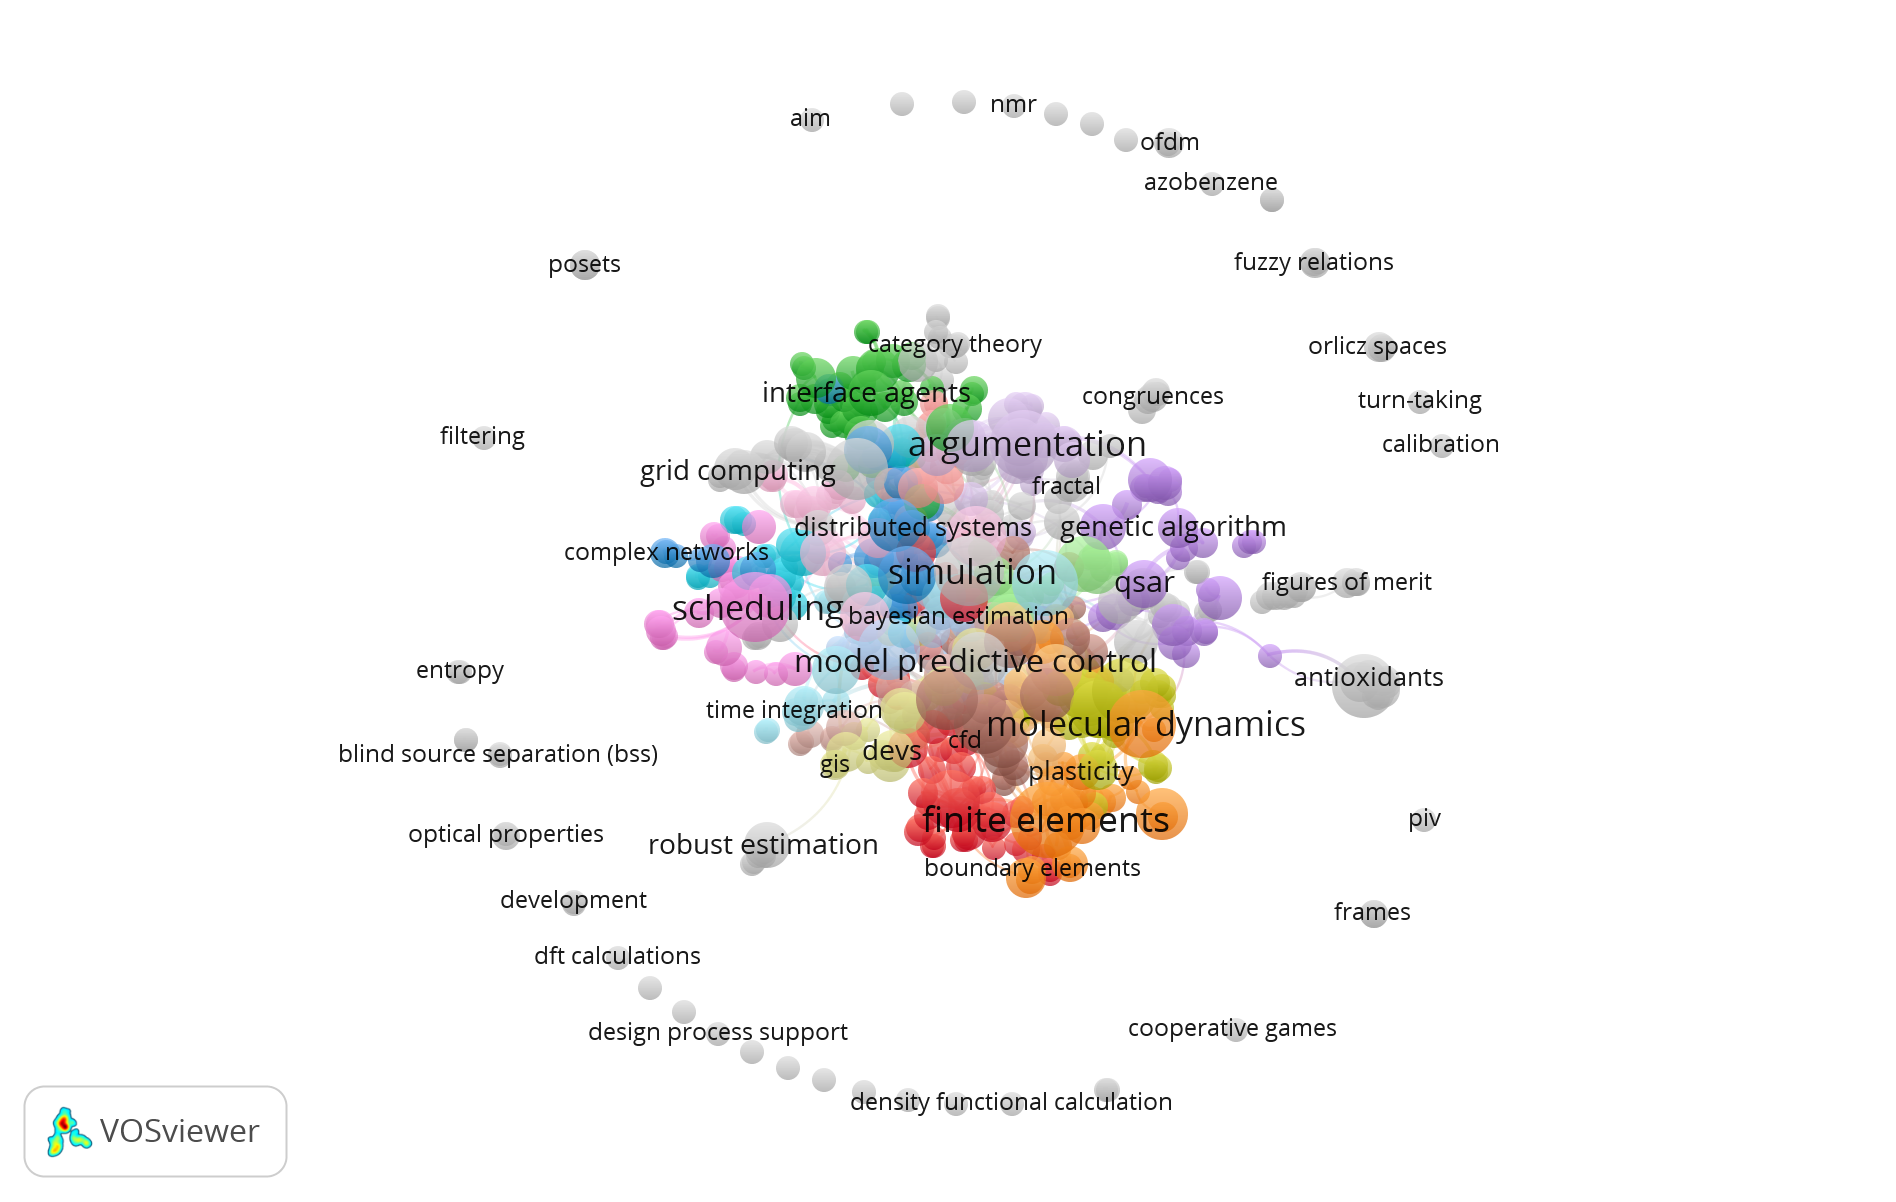 nmr
aim
ofdm
azobenzene
fuzzy relations
posets
category theory
orlicz spaces
interface agents
congruences
turn-taking
filtering
argumentation
calibration
grid computing
fractal
distributed systems
genetic algorithm
complex networks
simulation
qsar
figures of merit
scheduling
bayesian estimation
model predictive control
entropy
antioxidants
time integration
molecular dynamics
cfd
devs
blind source separation (bss)
gis
plasticity
finite elements
piv
optical properties
robust estimation
boundary elements
development
frames
dft calculations
design process support
cooperative games
density functional calculation
VOSviewer